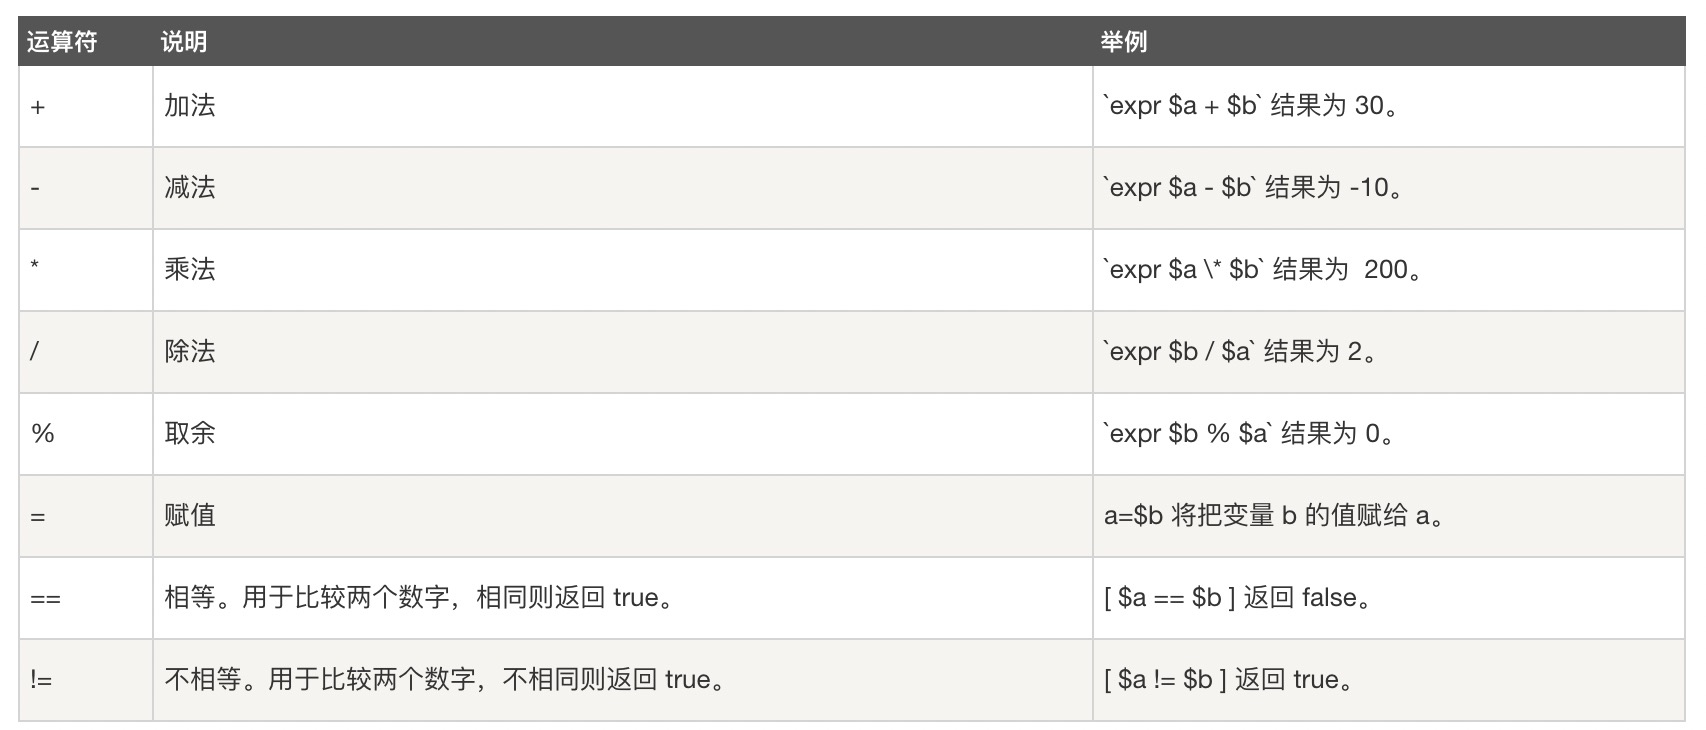 运算符 说明 举例
+ 加法 `expr $a + $b` 结果为 30。
- 减法 `expr $a - $b` 结果为 -10。
* 乘法 `expr $a \* $b` 结果为  200。
/ 除法 `expr $b / $a` 结果为 2。
% 取余 `expr $b % $a` 结果为 0。
= 赋值 a=$b 将把变量 b 的值赋给 a。
== 相等。用于比较两个数字，相同则返回 true。 [ $a == $b ] 返回 false。
!= 不相等。用于比较两个数字，不相同则返回 true。 [ $a != $b ] 返回 true。